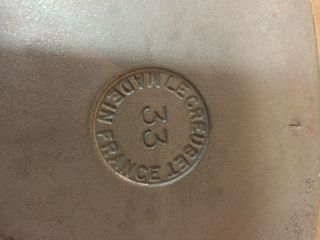 LE CREUSET
MADE IN
FRANCE
33